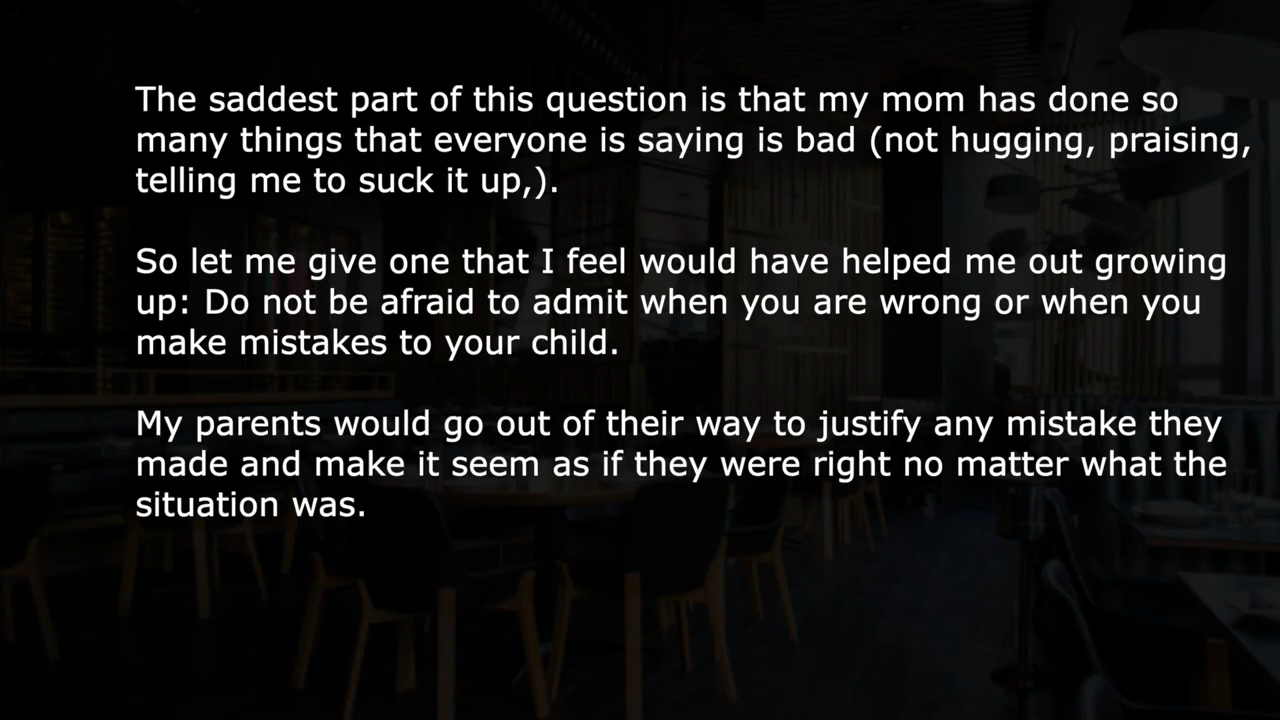 The saddest part of this question is that my mom has done so
many things that everyone is saying is bad (not hugging, praising,
telling me to suck it up,).
So let me give one that I feel would have helped me out growing
up: Do not be afraid to admit when you are wrong or when you
make mistakes to your child.
My parents would go out of their way to justify any mistake they
made and make it seem as if they were right no matter what the
situation was.